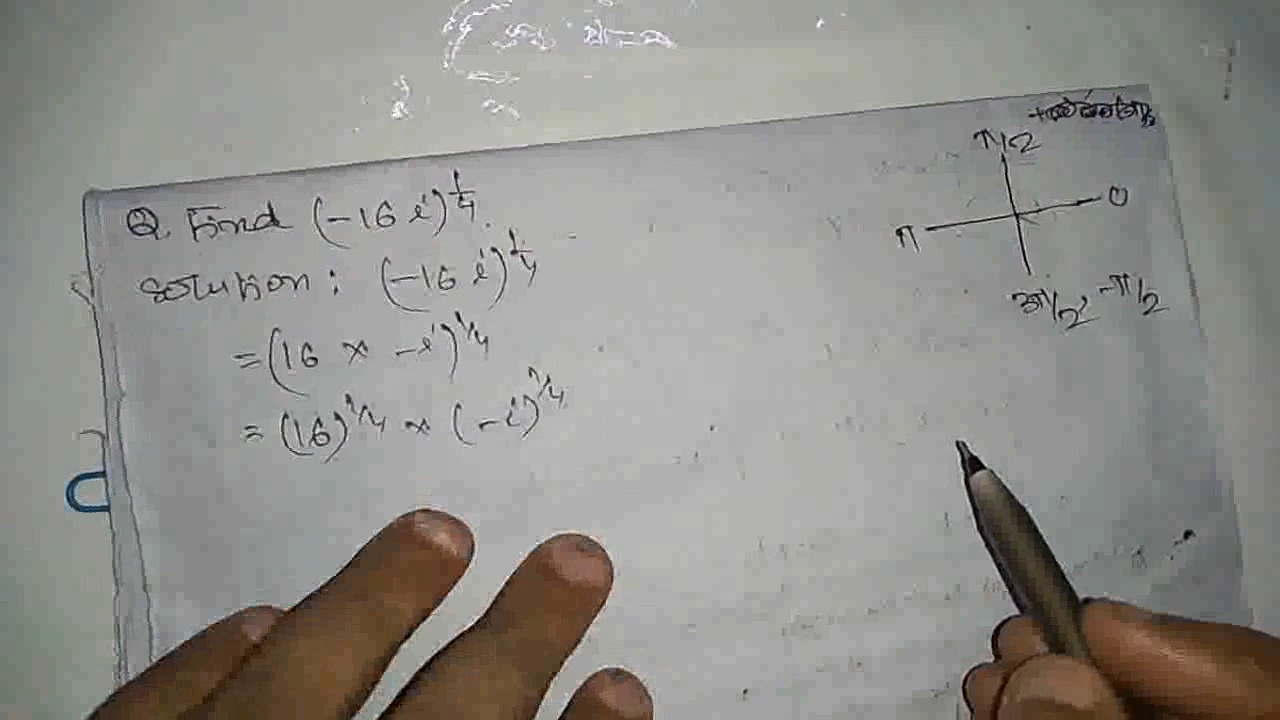 Q. Find (-16 i)^1/4.
Solution : (-16 i)^1/4
= (16 × -i)^1/4
= (16)^1/4 × (-i)^1/4
π/2
π 0
3π/2, -π/2